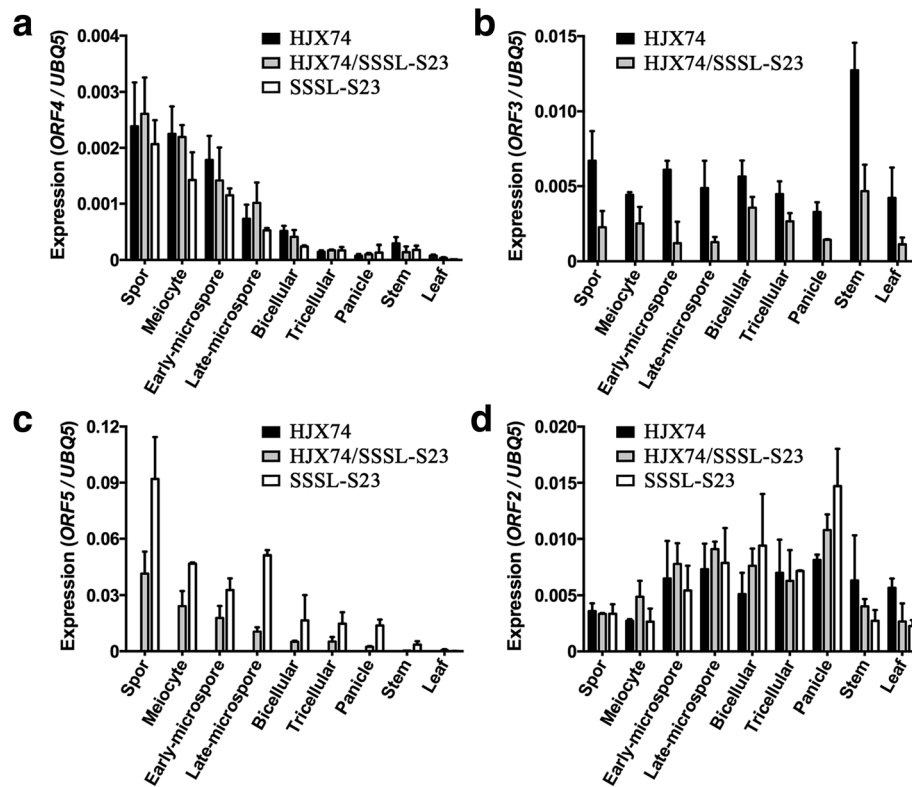 a
HJX74
HJX74/SSSL-S23
SSSL-S23
Expression (ORF4 / UBQ5)
0.004
0.003
0.002
0.001
0
Spor
Meiocyte
Early-microspore
Late-microspore
Bicellular
Tricellular
Panicle
Stem
Leaf
b
HJX74
HJX74/SSSL-S23
Expression (ORF3 / UBQ5)
0.015
0.010
0.005
0
Spor
Meiocyte
Early-microspore
Late-microspore
Bicellular
Tricellular
Panicle
Stem
Leaf
c
HJX74
HJX74/SSSL-S23
SSSL-S23
Expression (ORF5 / UBQ5)
0.12
0.09
0.06
0.03
0
Spor
Meiocyte
Early-microspore
Late-microspore
Bicellular
Tricellular
Panicle
Stem
Leaf
d
HJX74
HJX74/SSSL-S23
SSSL-S23
Expression (ORF2 / UBQ5)
0.020
0.015
0.010
0.005
0
Spor
Meiocyte
Early-microspore
Late-microspore
Bicellular
Tricellular
Panicle
Stem
Leaf